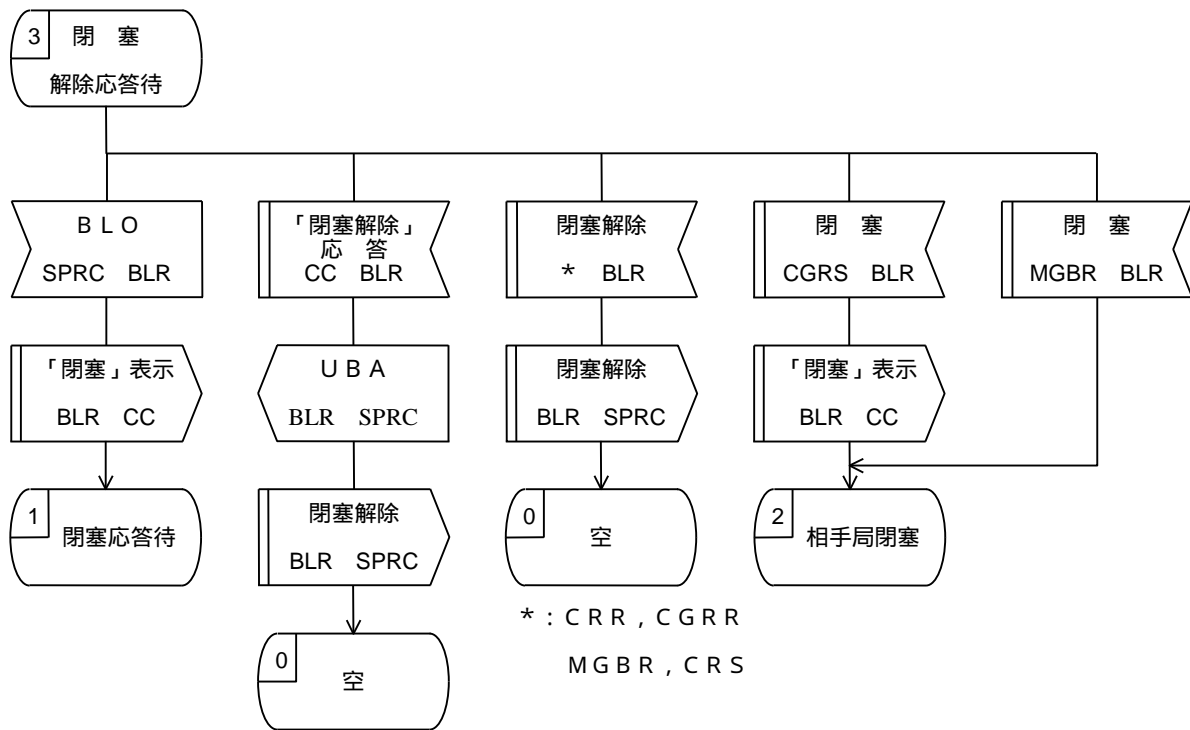 3
閉 塞
解除応答待
BLO
SPRC BLR
「閉塞」表示
BLR CC
1
閉塞応答待
「閉塞解除」
応 答
CC BLR
UBA
BLR SPRC
閉塞解除
BLR SPRC
0
空
閉塞解除
* BLR
閉塞解除
BLR SPRC
0
空
*:CRR,CGRR
MGBR,CRS
閉 塞
CGRS BLR
「閉塞」表示
BLR CC
2
相手局閉塞
閉 塞
MGBR BLR